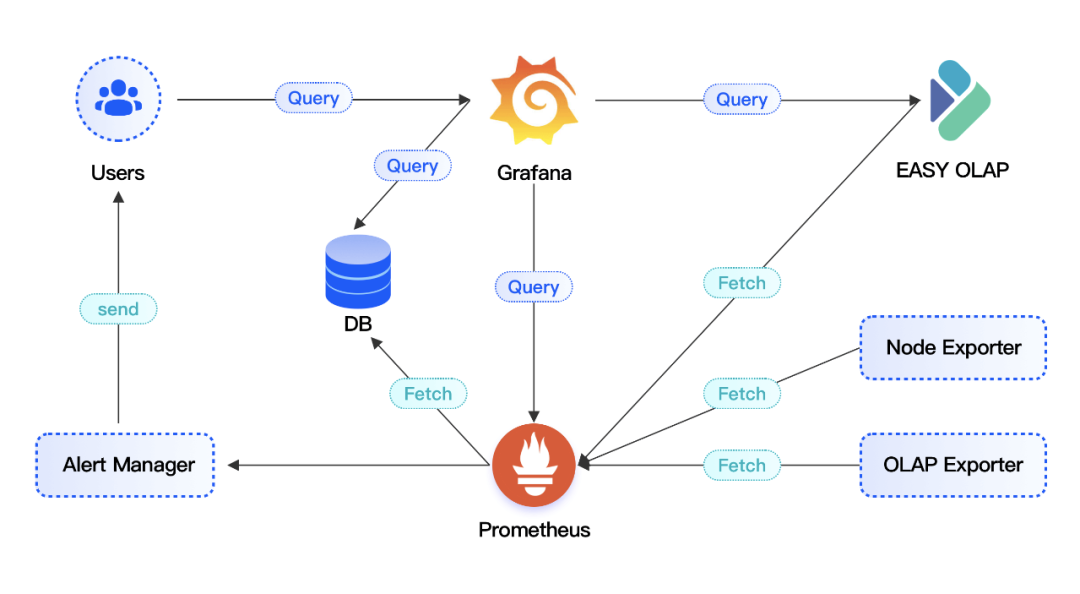 Query
Query
Users
Grafana
EASY OLAP
Query
Query
Fetch
send
DB
Node Exporter
Fetch
Fetch
Alert Manager
Fetch
OLAP Exporter
Prometheus